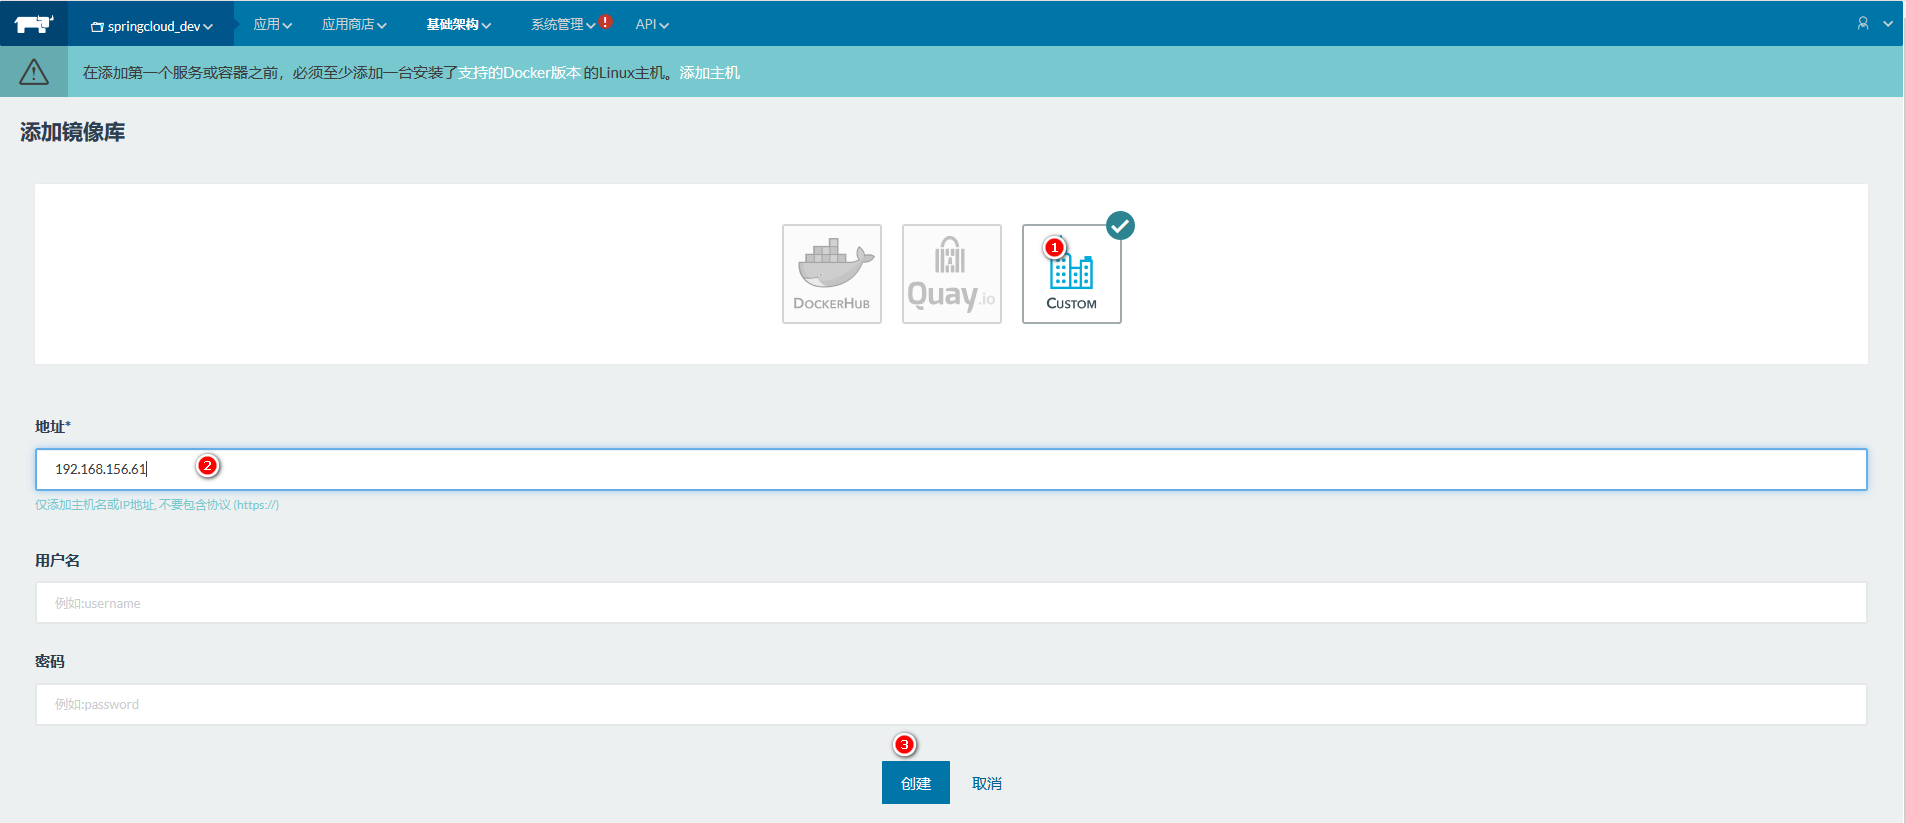 springcloud_dev 应用 应用商店 基础架构 系统管理 ! API
在添加第一个服务或容器之前，必须至少添加一台安装了支持的Docker版本 的Linux主机。添加主机
添加镜像库
1
DOCKERHUB Quay.io CUSTOM
地址*
192.168.156.61 2
仅添加主机名或IP地址, 不要包含协议 (https://)
用户名
例如:username
密码
例如:password
3
创建 取消